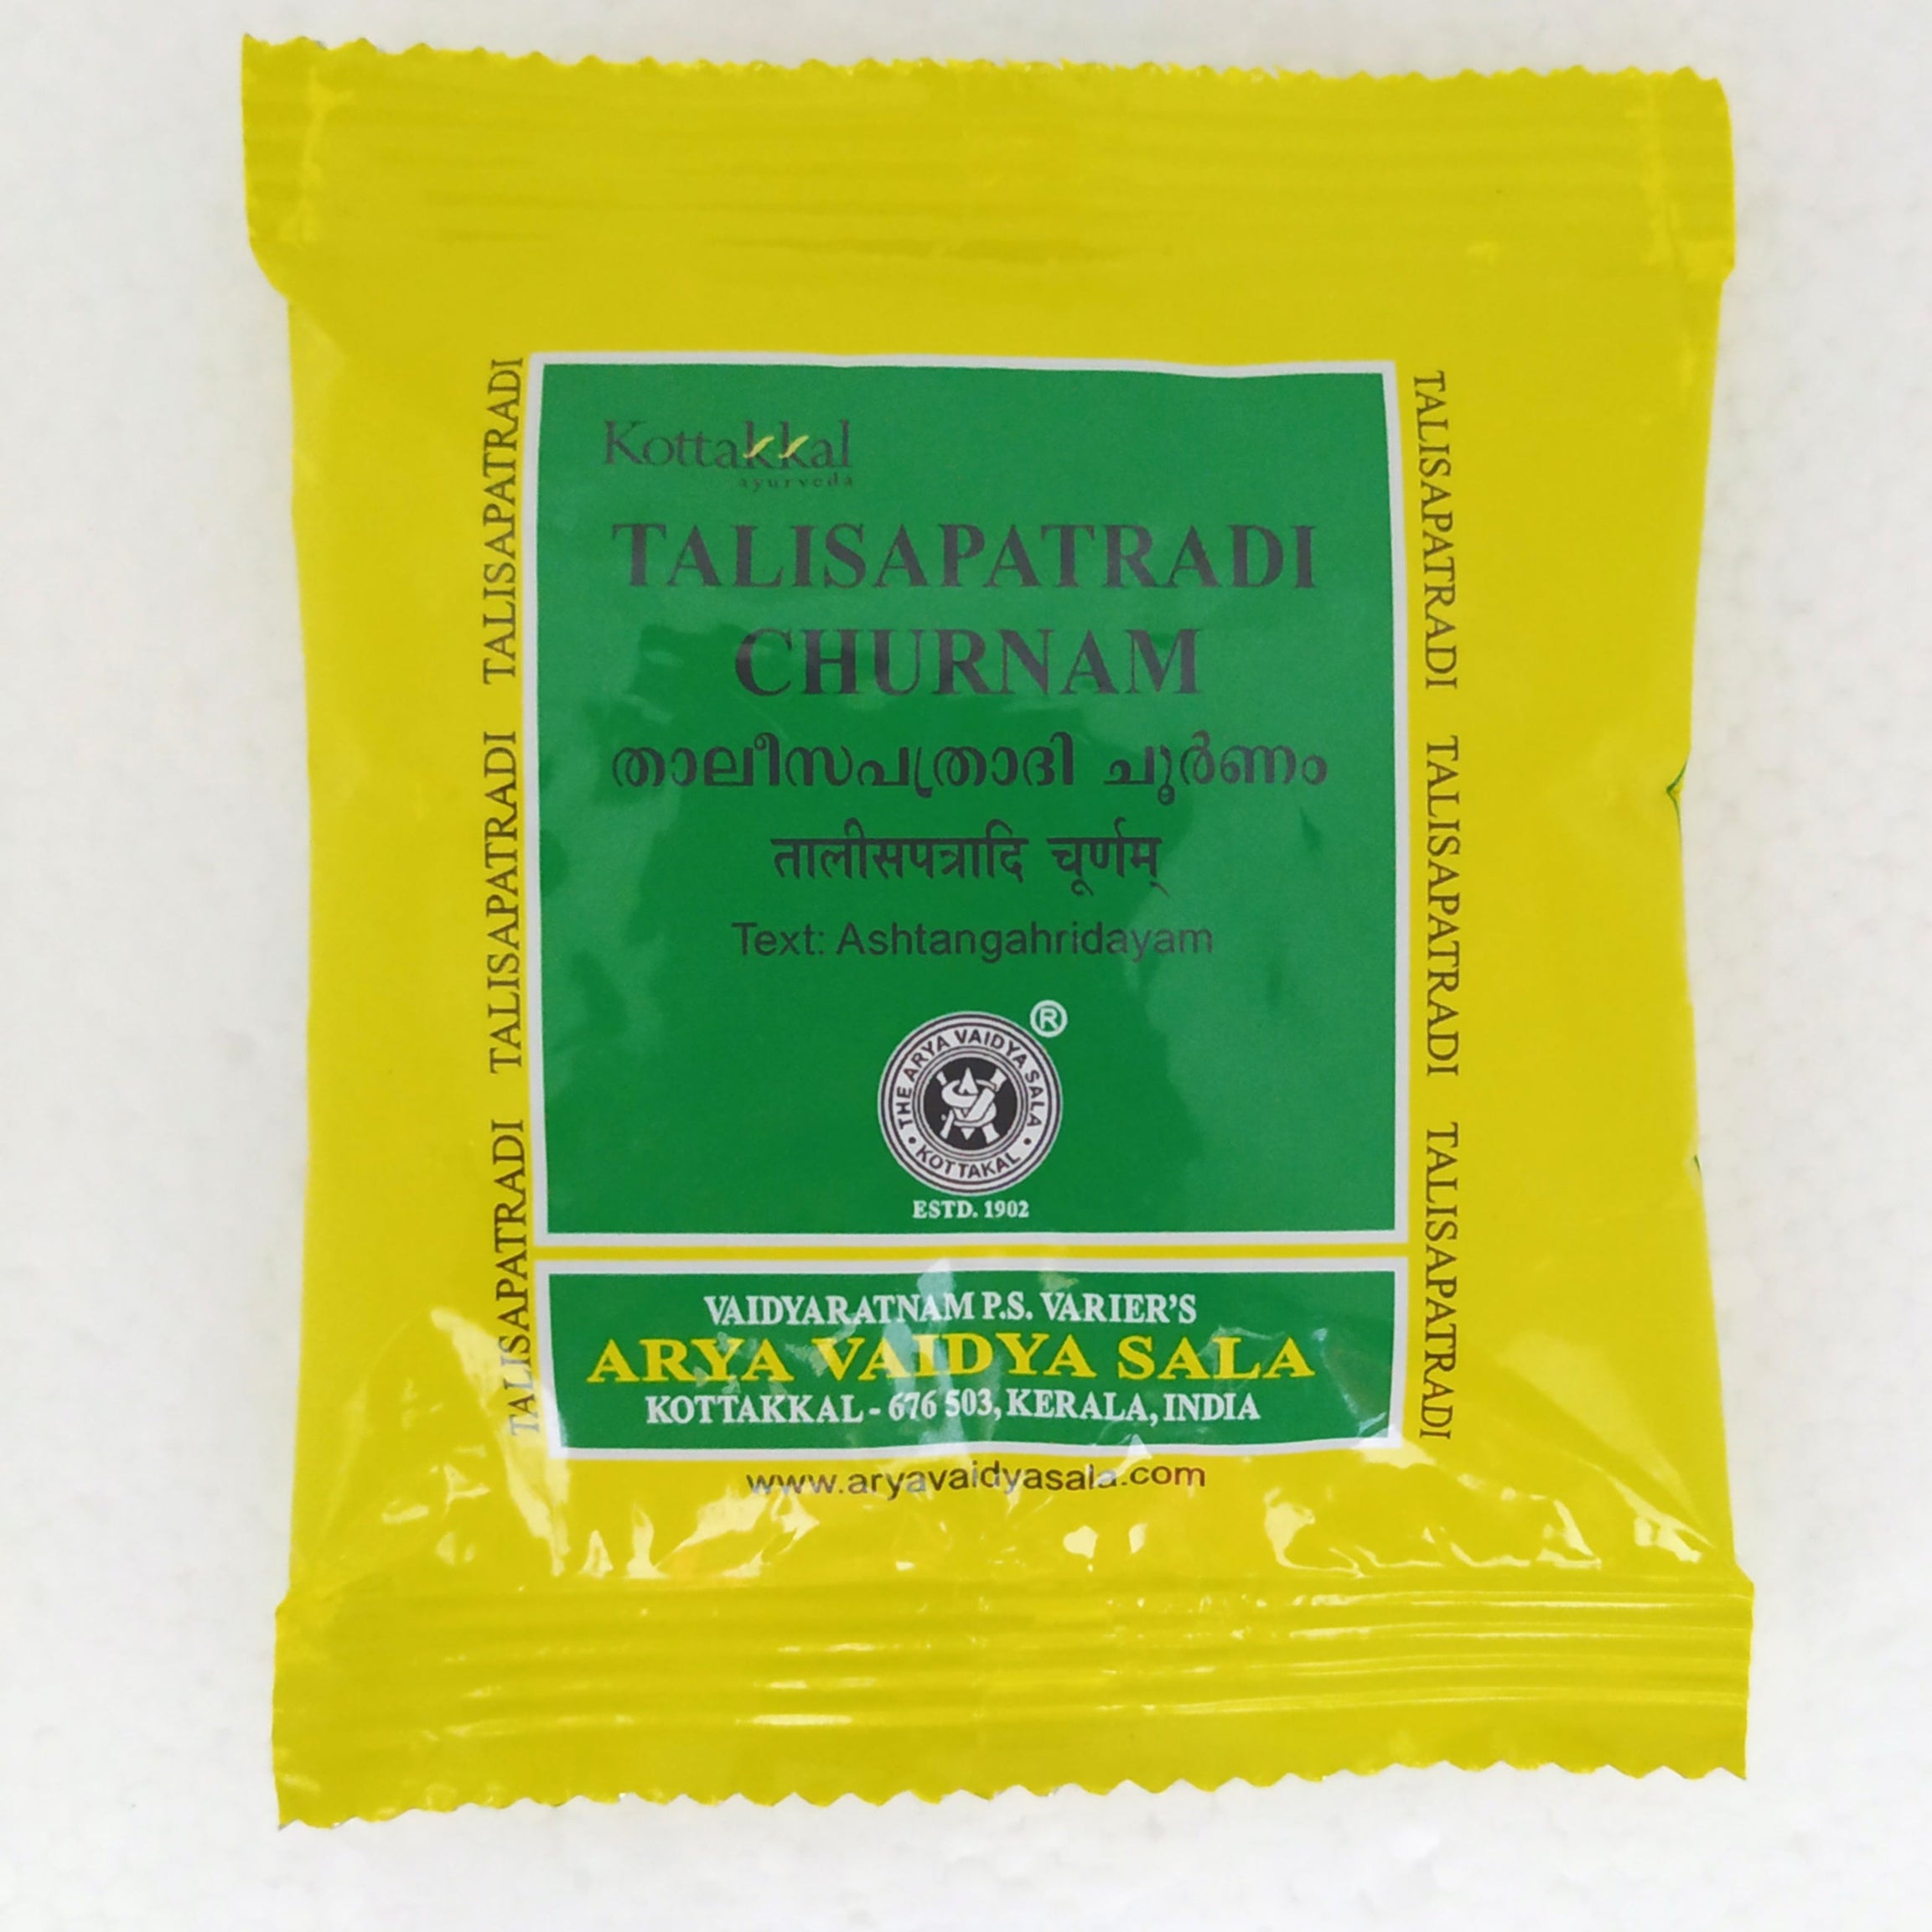 Kottakkal
ayurveda
TALISAPATRADI
CHURNAM
താലീസപത്രാദി ചൂർണം
तालीसपत्रादि चूर्णम्
Text: Ashtangahridayam
®
THE ARYA VAIDYA SALA
• KOTTAKAL •
ESTD. 1902
VAIDYARATNAM P.S. VARIER'S
ARYA VAIDYA SALA
KOTTAKKAL - 676 503, KERALA, INDIA
www.aryavaidyasala.com
TALISAPATRADI TALISAPATRADI TALISAPATRADI
TALISAPATRADI TALISAPATRADI TALISAPATRADI